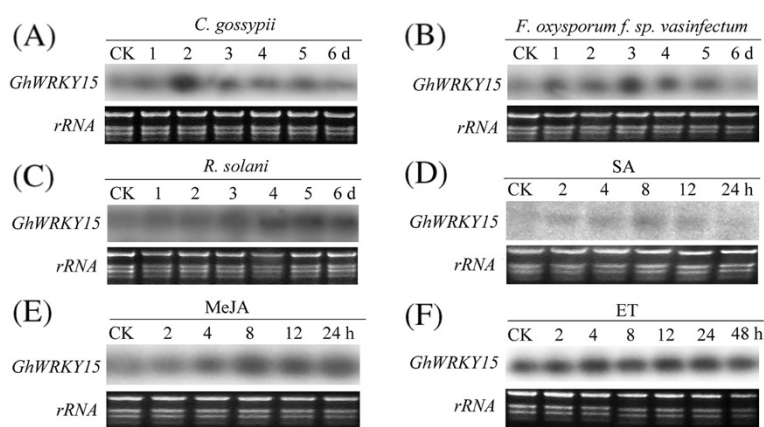 (A)
C. gossypii
CK 1 2 3 4 5 6 d
GhWRKY15
rRNA
(B)
F. oxysporum f. sp. vasinfectum
CK 1 2 3 4 5 6 d
GhWRKY15
rRNA
(C)
R. solani
CK 1 2 3 4 5 6 d
GhWRKY15
rRNA
(D)
SA
CK 2 4 8 12 24 h
GhWRKY15
rRNA
(E)
MeJA
CK 2 4 8 12 24 h
GhWRKY15
rRNA
(F)
ET
CK 2 4 8 12 24 48 h
GhWRKY15
rRNA